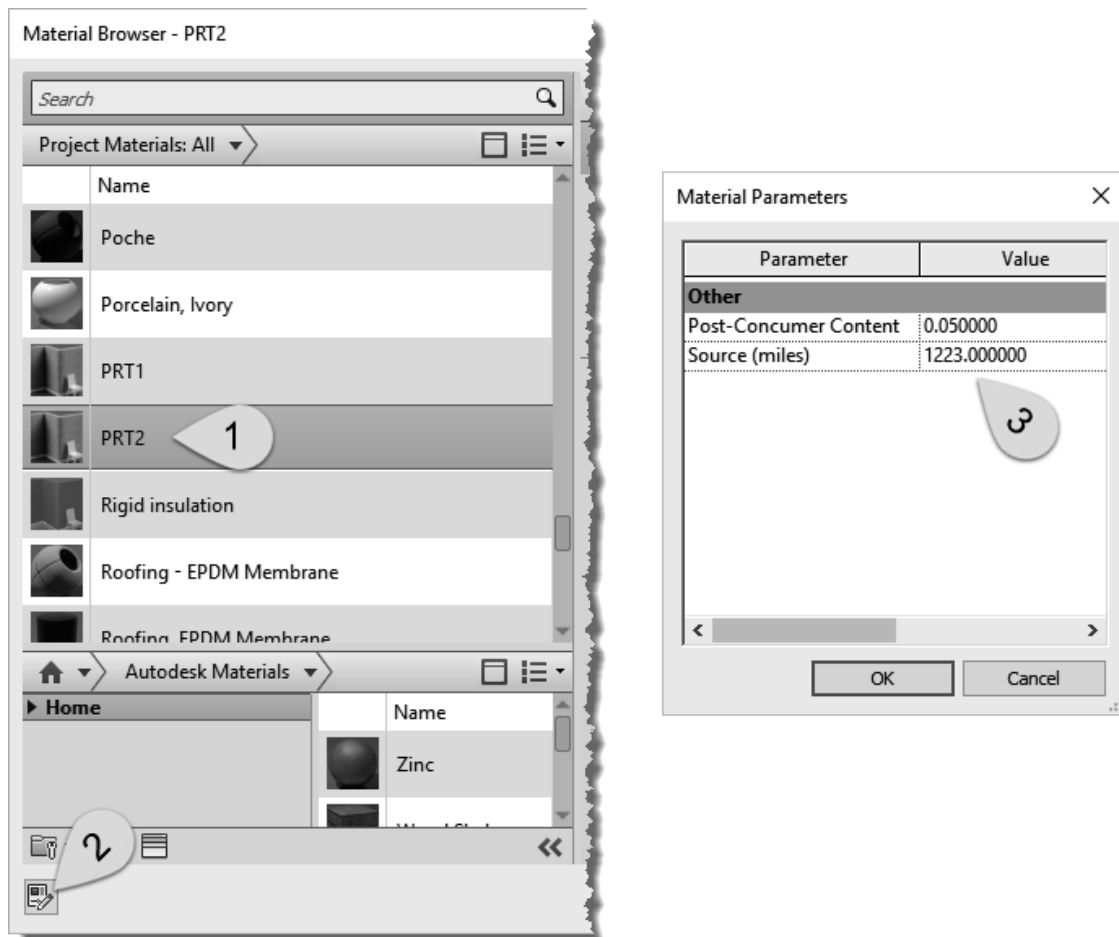 Material Browser - PRT2
Search
Project Materials: All
Name
Poche
Porcelain, Ivory
PRT1
PRT2
1
Rigid insulation
Roofing - EPDM Membrane
Roofing, EPDM Membrane
Autodesk Materials
Home
Name
Zinc
2
Material Parameters
Parameter Value
Other
Post-Concumer Content 0.050000
Source (miles) 1223.000000
3
OK Cancel